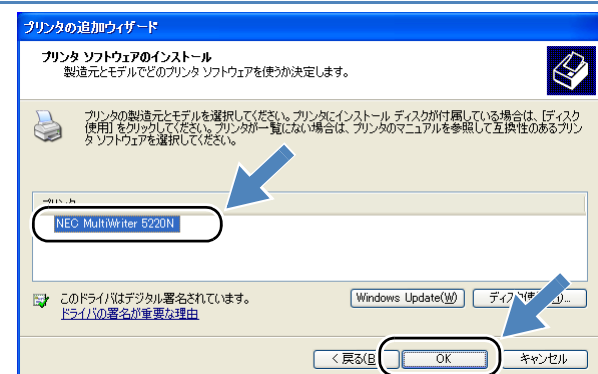 プリンタの追加ウィザード
プリンタ ソフトウェアのインストール
製造元とモデルでどのプリンタ ソフトウェアを使うか決定します。
プリンタの製造元とモデルを選択してください。プリンタにインストール ディスクが付属している場合は、[ディスク
使用] をクリックしてください。プリンタが一覧にない場合は、プリンタのマニュアルを参照して互換性のあるプリン
タ ソフトウェアを選択してください。
プリンタ
NEC MultiWriter 5220N
このドライバはデジタル署名されています。
ドライバの署名が重要な理由
Windows Update(W)
< 戻る(B
OK
キャンセル